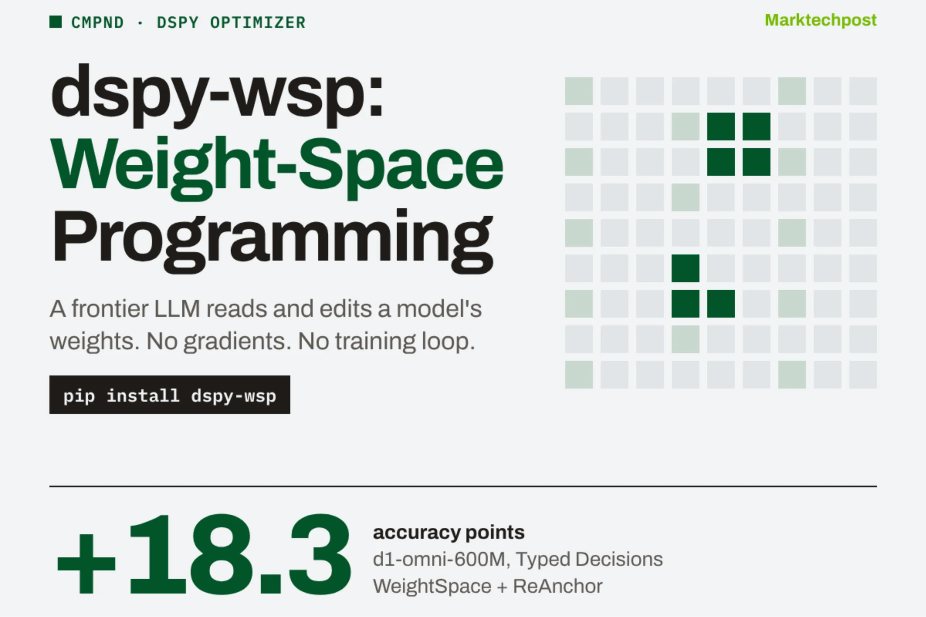 CMPND · DSPY OPTIMIZER
Marktechpost
dspy-wsp:
Weight-Space
Programming
A frontier LLM reads and edits a model's
weights. No gradients. No training loop.
pip install dspy-wsp
+18.3
accuracy points
d1-omni-600M, Typed Decisions
WeightSpace + ReAnchor